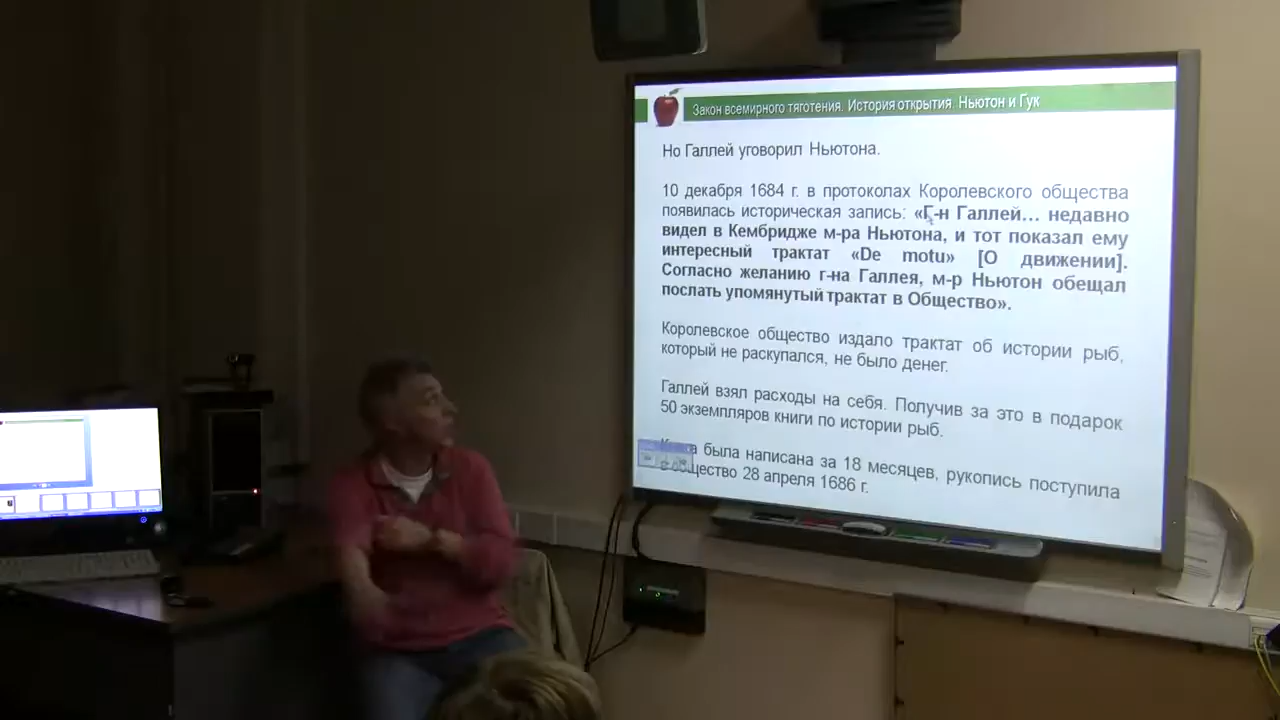 Закон всемирного тяготения. История открытия. Ньютон и Гук
Но Галлей уговорил Ньютона.
10 декабря 1684 г. в протоколах Королевского общества
появилась историческая запись: «Г-н Галлей... недавно
видел в Кембридже м-ра Ньютона, и тот показал ему
интересный трактат «De motu» [О движении].
Согласно желанию г-на Галлея, м-р Ньютон обещал
послать упомянутый трактат в Общество».
Королевское общество издало трактат об истории рыб,
который не раскупался, не было денег.
Галлей взял расходы на себя. Получив за это в подарок
50 экземпляров книги по истории рыб.
была написана за 18 месяцев, рукопись поступила
28 апреля 1686 г.